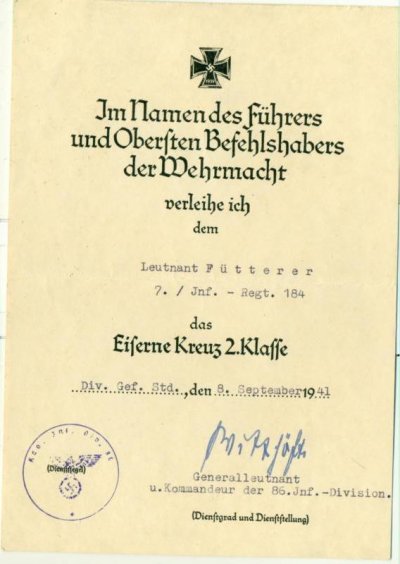 Im Namen des Führers
und Obersten Befehlshabers
der Wehrmacht
verleihe ich
dem
Leutnant Fütterer
7. / Jnf. - Regt. 184
das
Eiserne Kreuz 2. Klasse
Div. Gef. Std., den 8. September 1941
Generalleutnant
u.Kommandeur der 86.Jnf.-Division.
(Dienstsiegel)
(Dienstgrad und Dienststellung)